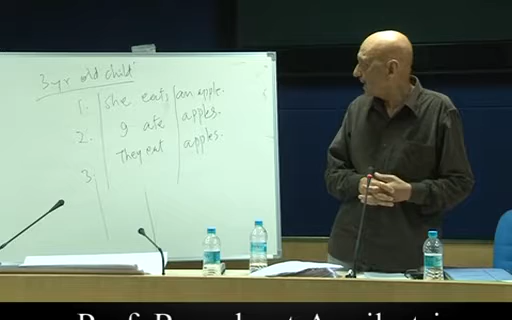 3-yr old child
1. She eats an apple.
2. I ate apples.
They eat apples.
3.